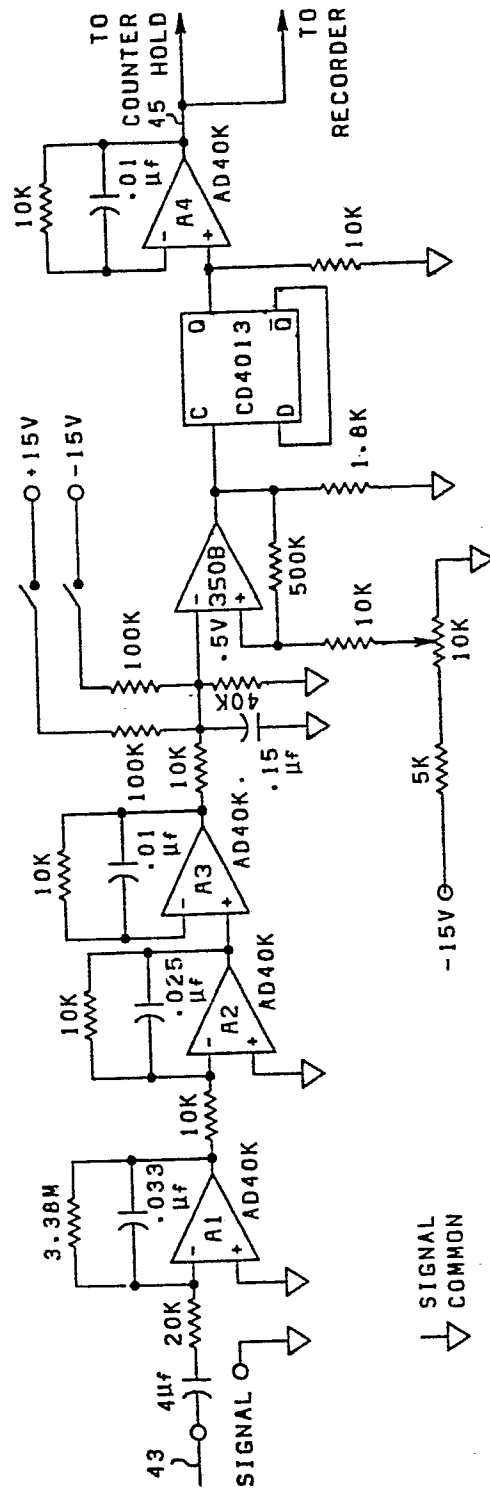 43
SIGNAL
4µf
20K
3.38M
.033
µf
-
+
A1
AD40K
10K
10K
.025
µf
-
+
A2
AD40K
10K
.01
µf
-
+
A3
AD40K.
10K
100K
100K
+15V
-15V
.15
µf
40K
.5V
-
+
350B
500K
10K
1.8K
-15V
5K
10K
C
Q
CD4013
D
Q̅
10K
10K
.01
µf
-
+
A4
AD40K
45
TO
COUNTER
HOLD
TO
RECORDER
SIGNAL
COMMON